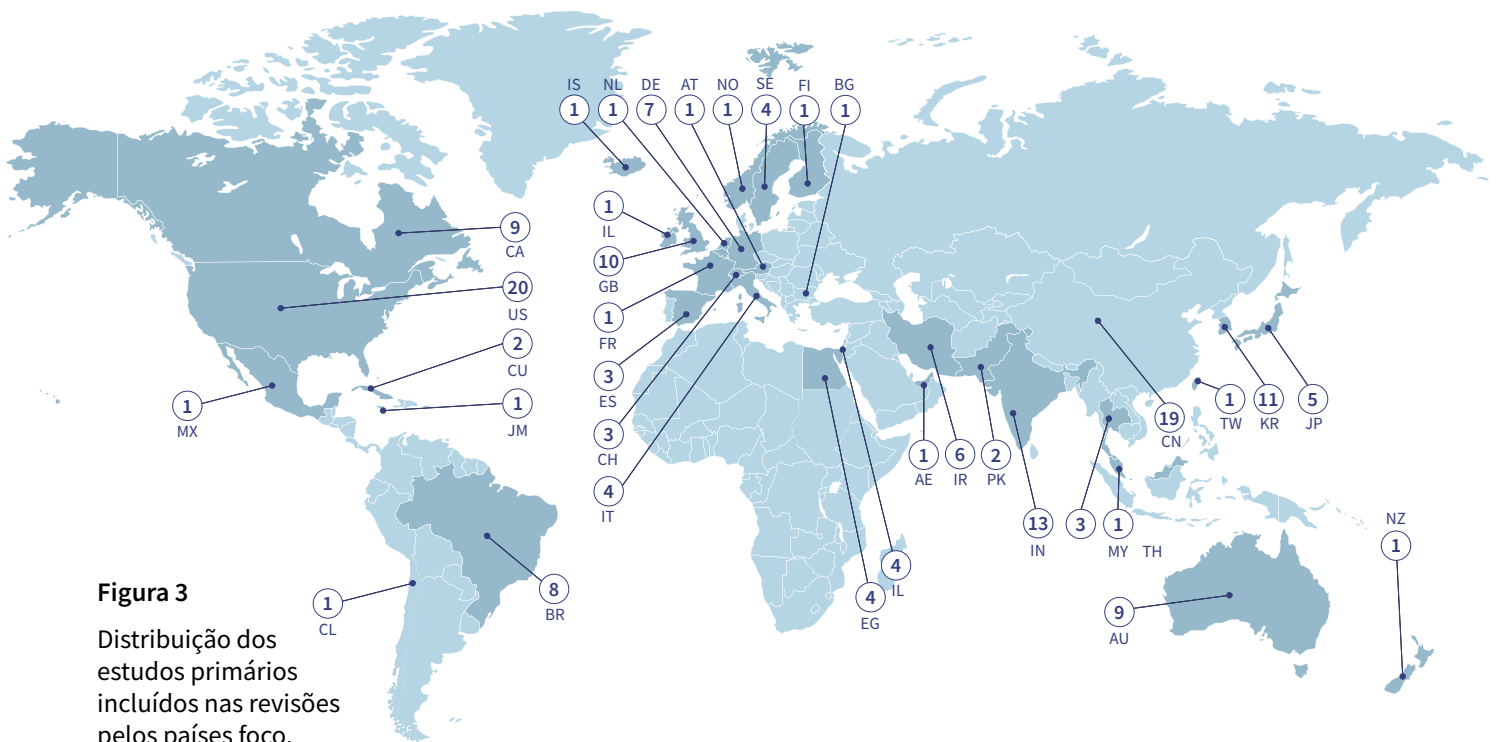 IS NL DE AT NO SE FI BG
1 1 7 1 1 4 1 1
1
IL
10
GB
1
FR
3
ES
3
CH
4
IT
9
CA
20
US
2
CU
1
JM
1
MX
8
BR
1
CL
4
EG
4
IL
1 6 2
AE IR PK
13 3 1
IN MY TH
19
CN
1 11 5
TW KR JP
9
AU
NZ
1
Figura 3
Distribuição dos
estudos primários
incluídos nas revisões
pelos países foco.